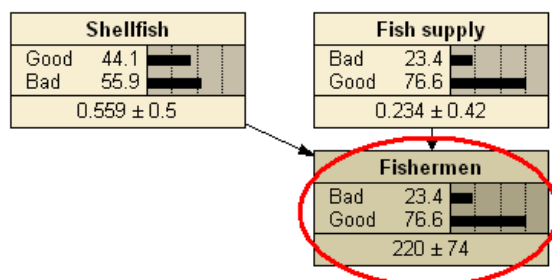 Shellfish
Good 44.1
Bad 55.9
0.559 ± 0.5
Fish supply
Bad 23.4
Good 76.6
0.234 ± 0.42
Fishermen
Bad 23.4
Good 76.6
220 ± 74